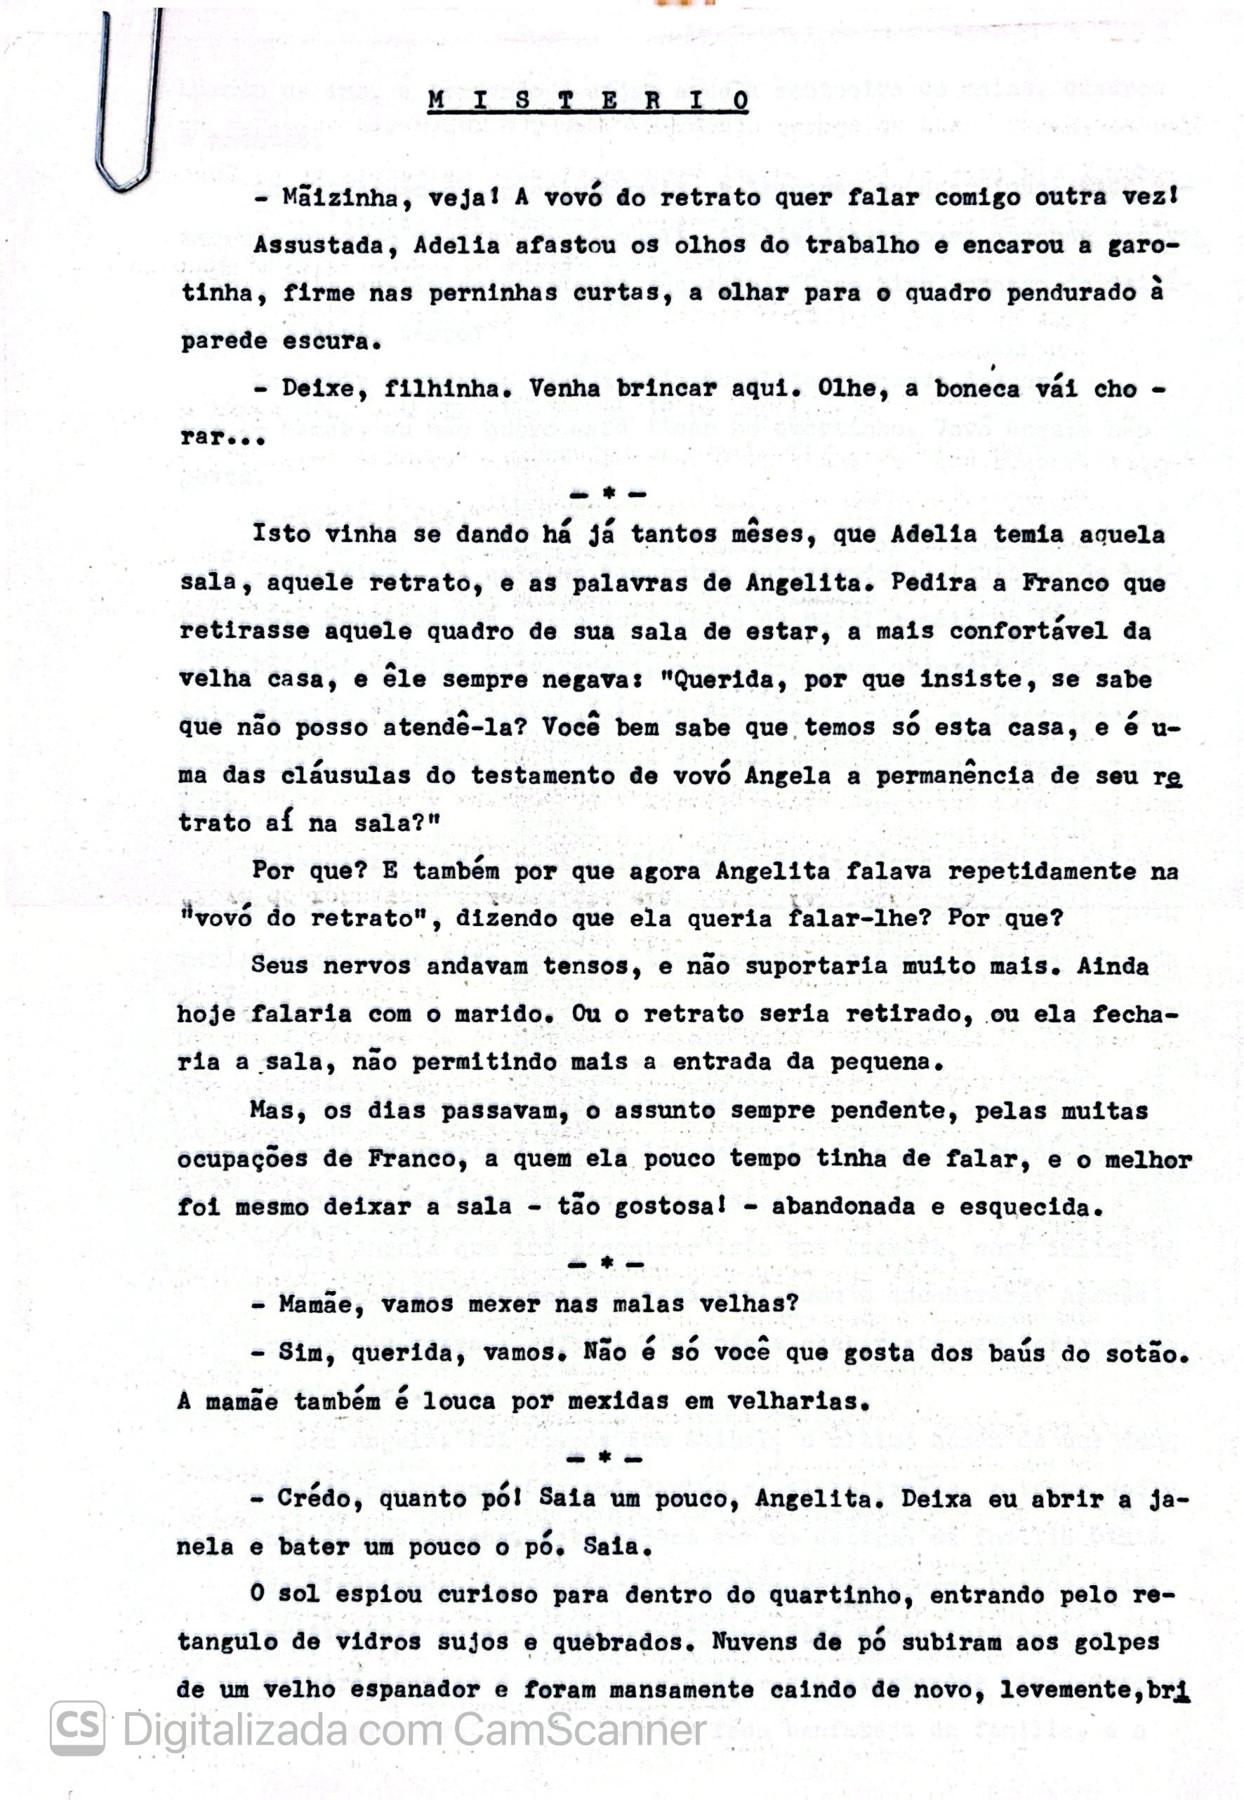 M I S T E R I O
- Mãizinha, veja! A vovó do retrato quer falar comigo outra vez!
Assustada, Adelia afastou os olhos do trabalho e encarou a garo-
tinha, firme nas perninhas curtas, a olhar para o quadro pendurado à
parede escura.
- Deixe, filhinha. Venha brincar aqui. Olhe, a boneca vái cho -
rar...
- * -
Isto vinha se dando há já tantos mêses, que Adelia temia aquela
sala, aquele retrato, e as palavras de Angelita. Pedira a Franco que
retirasse aquele quadro de sua sala de estar, a mais confortável da
velha casa, e êle sempre negava: "Querida, por que insiste, se sabe
que não posso atendê-la? Você bem sabe que temos só esta casa, e é u-
ma das cláusulas do testamento de vovó Angela a permanência de seu re
trato aí na sala?"
Por que? E também por que agora Angelita falava repetidamente na
"vovó do retrato", dizendo que ela queria falar-lhe? Por que?
Seus nervos andavam tensos, e não suportaria muito mais. Ainda
hoje falaria com o marido. Ou o retrato seria retirado, ou ela fecha-
ria a sala, não permitindo mais a entrada da pequena.
Mas, os dias passavam, o assunto sempre pendente, pelas muitas
ocupações de Franco, a quem ela pouco tempo tinha de falar, e o melhor
foi mesmo deixar a sala - tão gostosa! - abandonada e esquecida.
- * -
- Mamãe, vamos mexer nas malas velhas?
- Sim, querida, vamos. Não é só você que gosta dos baús do sotão.
A mamãe também é louca por mexidas em velharias.
- * -
- Crédo, quanto pó! Saia um pouco, Angelita. Deixa eu abrir a ja-
nela e bater um pouco o pó. Saia.
O sol espiou curioso para dentro do quartinho, entrando pelo re-
tangulo de vidros sujos e quebrados. Nuvens de pó subiram aos golpes
de um velho espanador e foram mansamente caindo de novo, levemente,bri
CS Digitalizada com CamScanner